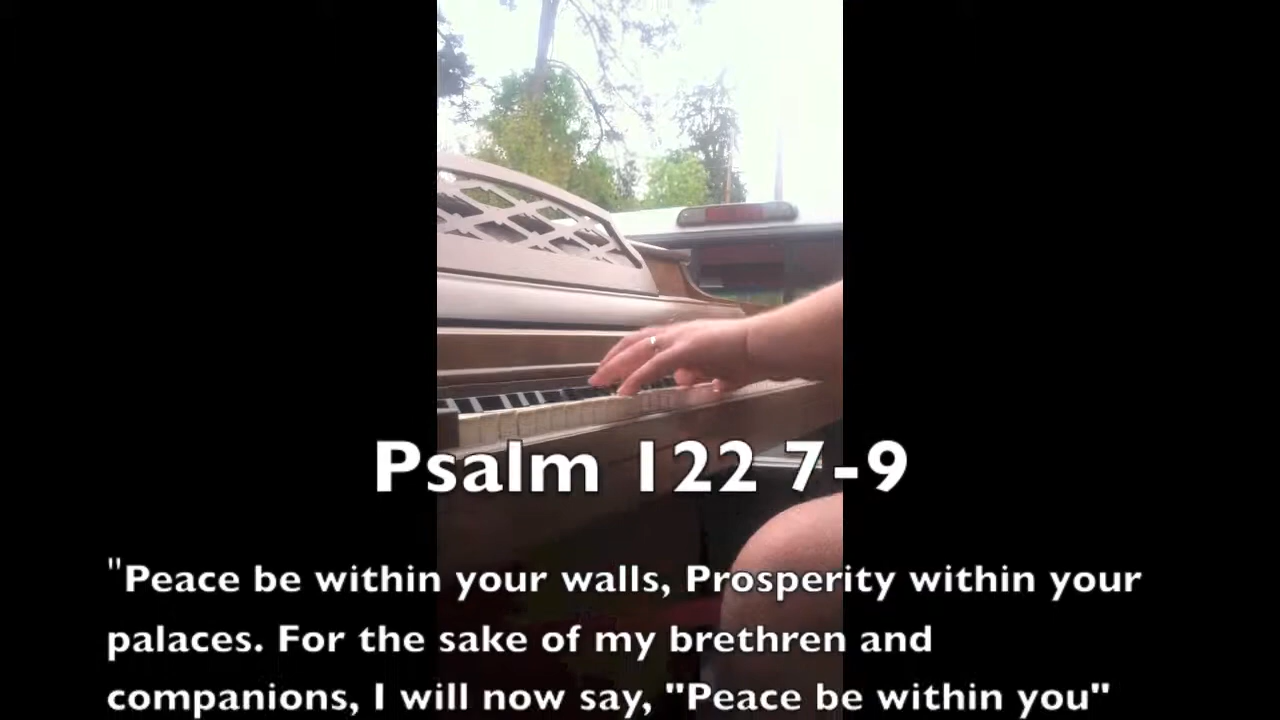 Psalm 122 7-9
"Peace be within your walls, Prosperity within your
palaces. For the sake of my brethren and
companions, I will now say, "Peace be within you"